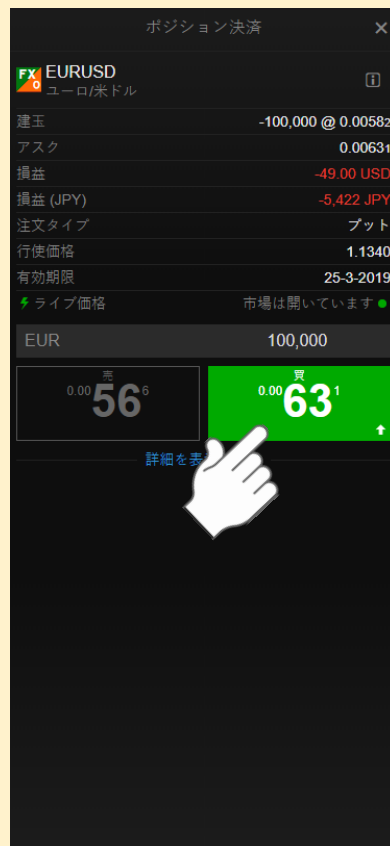 ポジション決済 ×
FX
O
EURUSD
ユーロ/米ドル
建玉 -100,000 @ 0.00582
アスク 0.00631
損益 -49.00 USD
損益 (JPY) -5,422 JPY
注文タイプ プット
行使価格 1.1340
有効期限 25-3-2019
ライブ価格 市場は開いています
EUR 100,000
売 買
0.00 56 6 0.00 63 1
詳細を表